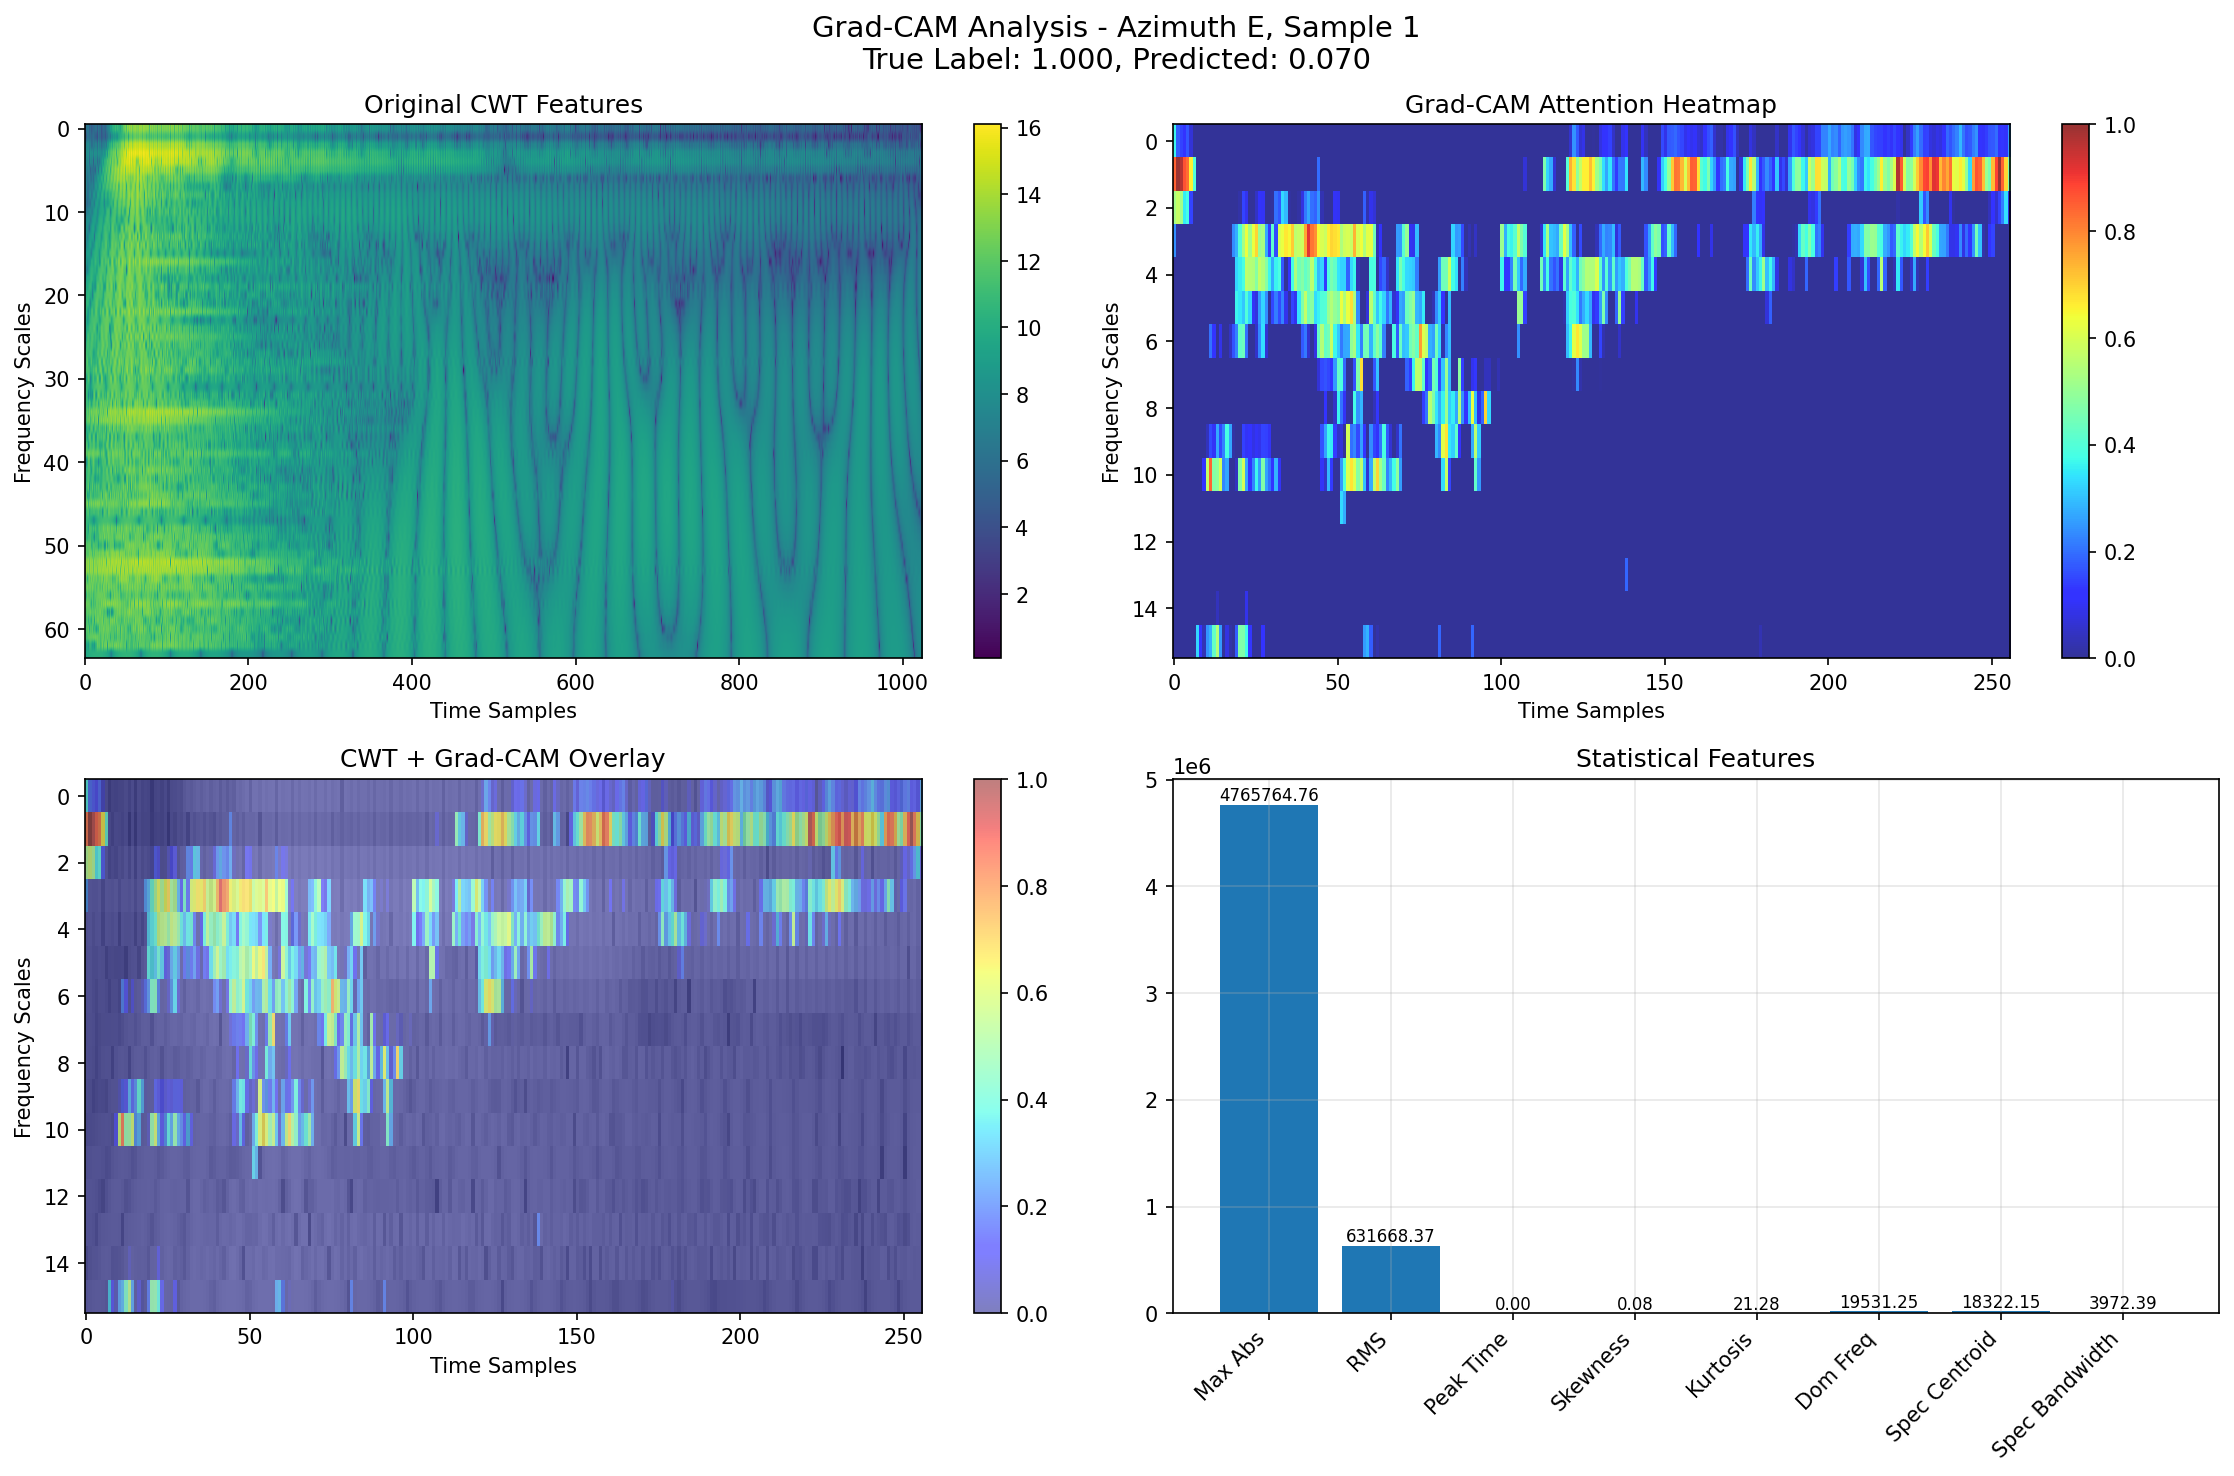 Grad-CAM Analysis - Azimuth E, Sample 1
True Label: 1.000, Predicted: 0.070
Original CWT Features
Frequency Scales
0
10
20
30
40
50
60
0 200 400 600 800 1000
Time Samples
16
14
12
10
8
6
4
2
Grad-CAM Attention Heatmap
Frequency Scales
0
2
4
6
8
10
12
14
0 50 100 150 200 250
Time Samples
1.0
0.8
0.6
0.4
0.2
0.0
CWT + Grad-CAM Overlay
Frequency Scales
0
2
4
6
8
10
12
14
0 50 100 150 200 250
Time Samples
1.0
0.8
0.6
0.4
0.2
0.0
Statistical Features
1e6
5
4
3
2
1
0
4765764.76
631668.37
0.00
0.08
21.28
19531.25
18322.15
3972.39
Max Abs
RMS
Peak Time
Skewness
Kurtosis
Dom Freq
Spec Centroid
Spec Bandwidth